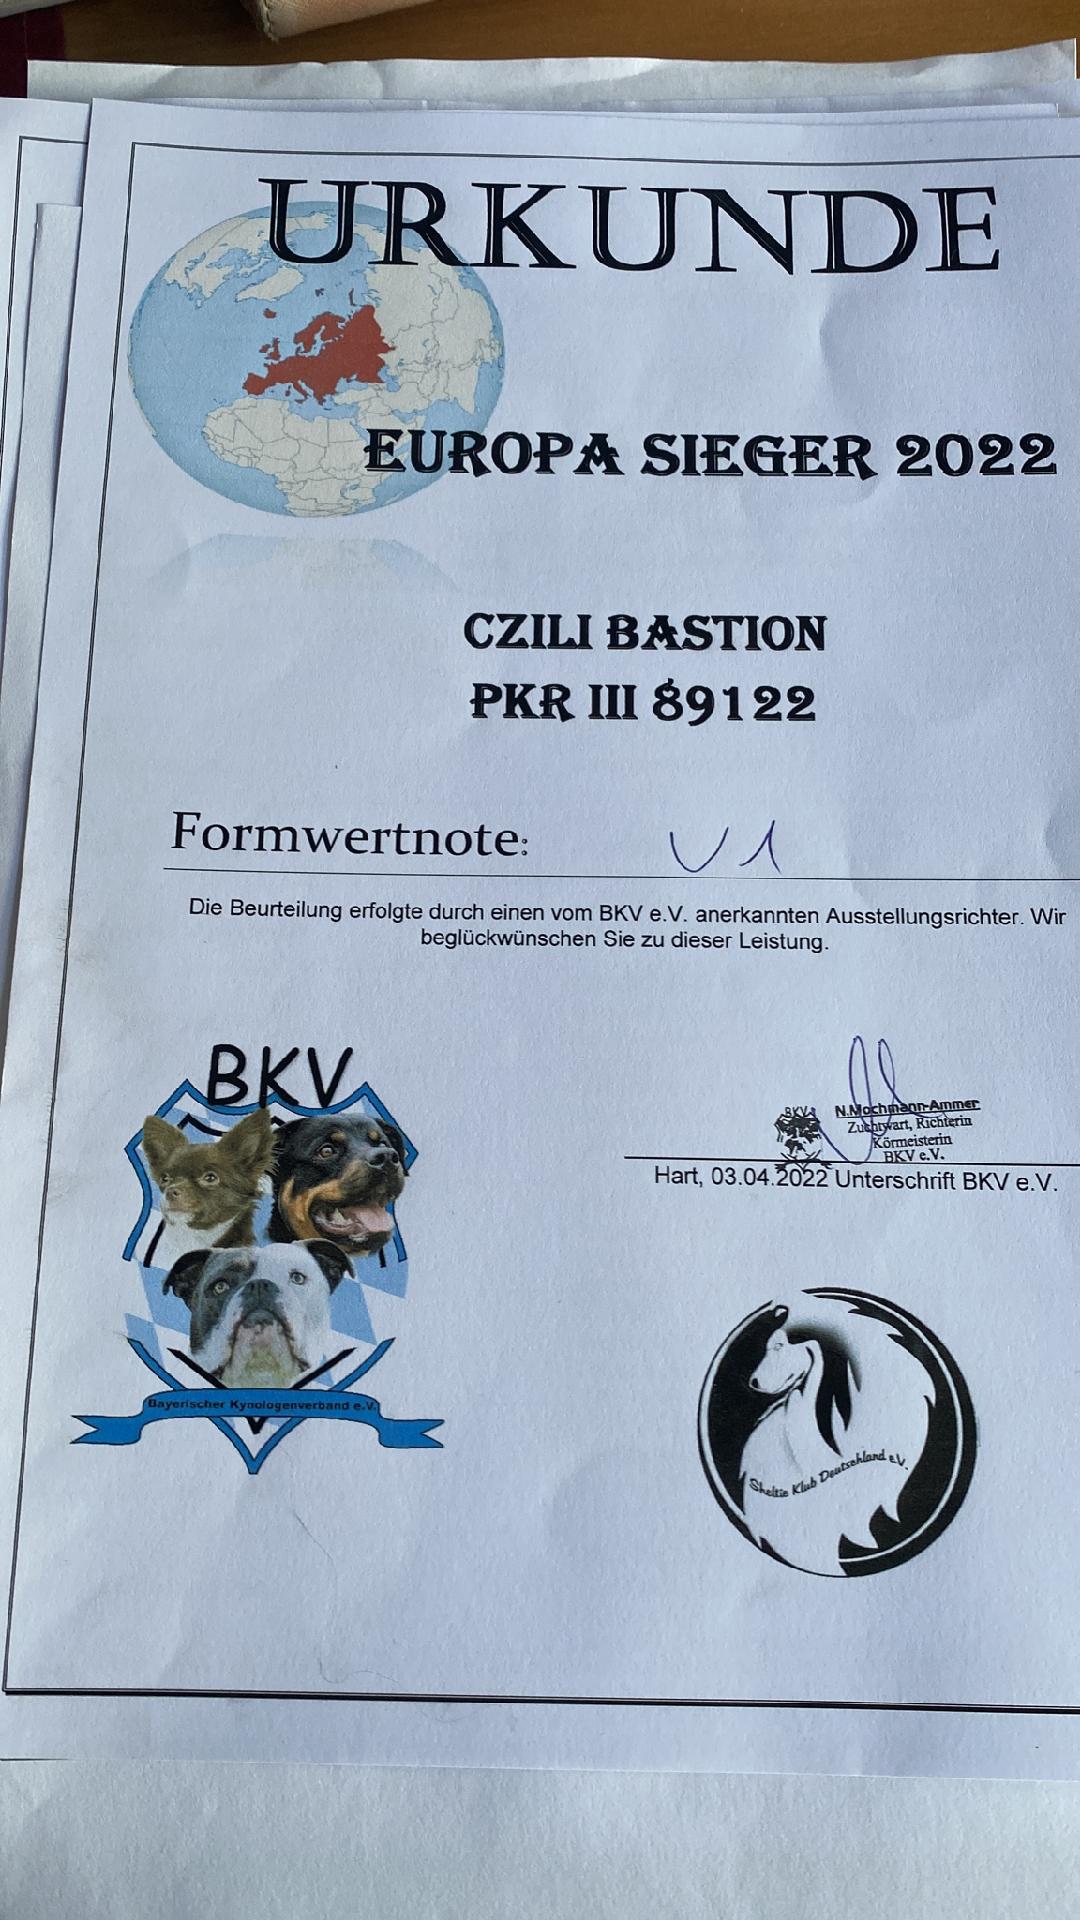 URKUNDE
EUROPA SIEGER 2022
CZILI BASTION
PKR III 89122
Formwertnote: V 1
Die Beurteilung erfolgte durch einen vom BKV e.V. anerkannten Ausstellungsrichter. Wir
beglückwünschen Sie zu dieser Leistung.
BKV
Bayerischer Kynologenverband e.V.
BKV
N.Mochmann-Ammer
Zuchtwart, Richterin
Körmeisterin
BKV e.V.
Hart, 03.04.2022 Unterschrift BKV e.V.
Sheltie Klub Deutschland e.V.